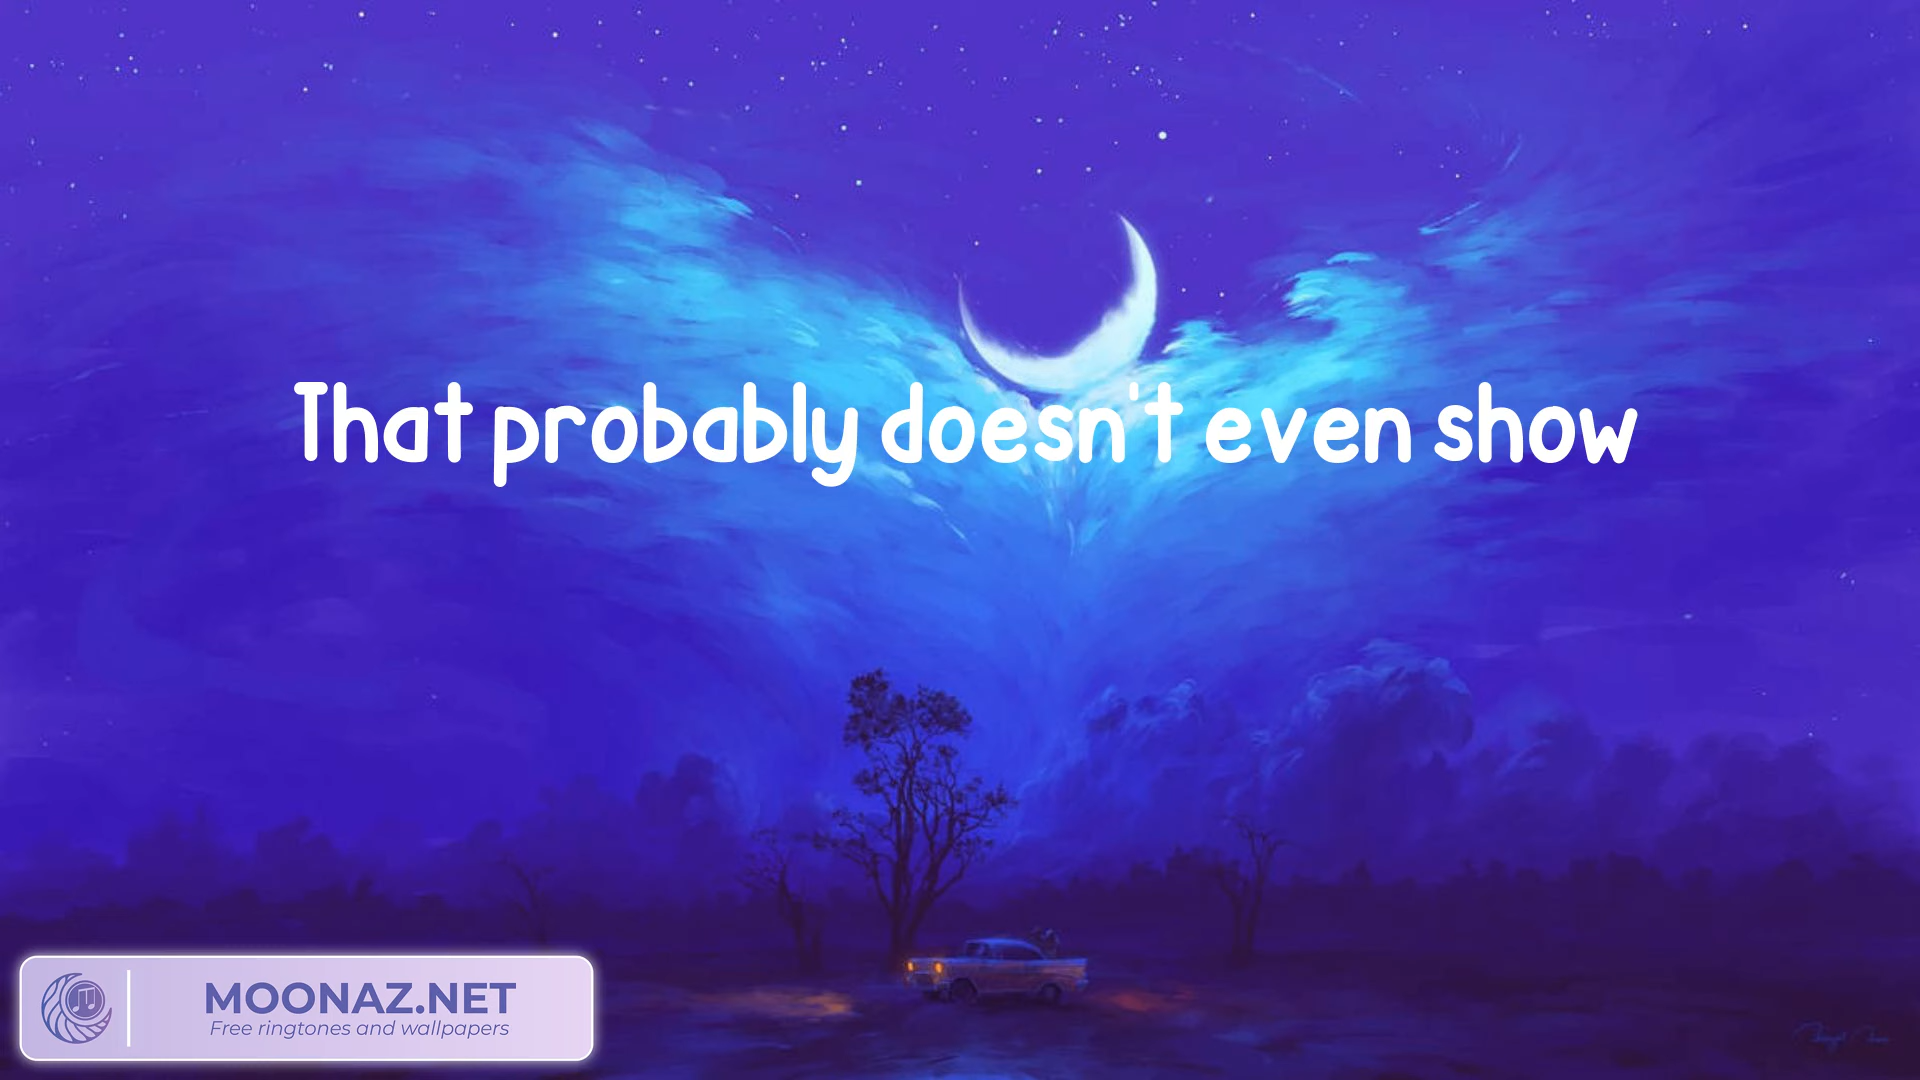 That probably doesn't even show
MOONAZ.NET
Free ringtones and wallpapers